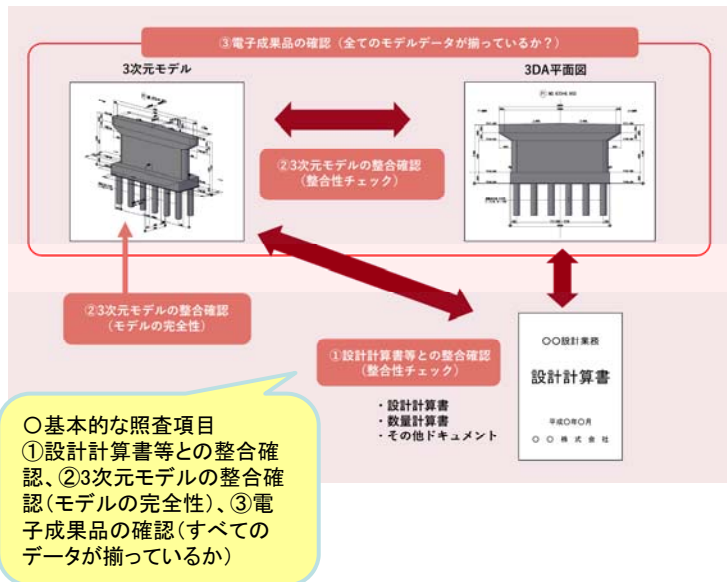 ③電子成果品の確認（全てのモデルデータが揃っているか？）
3次元モデル
3DA平面図
②3次元モデルの整合確認
（整合性チェック）
②3次元モデルの整合確認
（モデルの完全性）
①設計計算書等との整合確認
（整合性チェック）
・設計計算書
・数量計算書
・その他ドキュメント
〇〇設計業務
設計計算書
平成〇年〇月
〇 〇 株 式 会 社
〇基本的な照査項目
①設計計算書等との整合確
認、②3次元モデルの整合確
認（モデルの完全性）、③電
子成果品の確認（すべての
データが揃っているか）